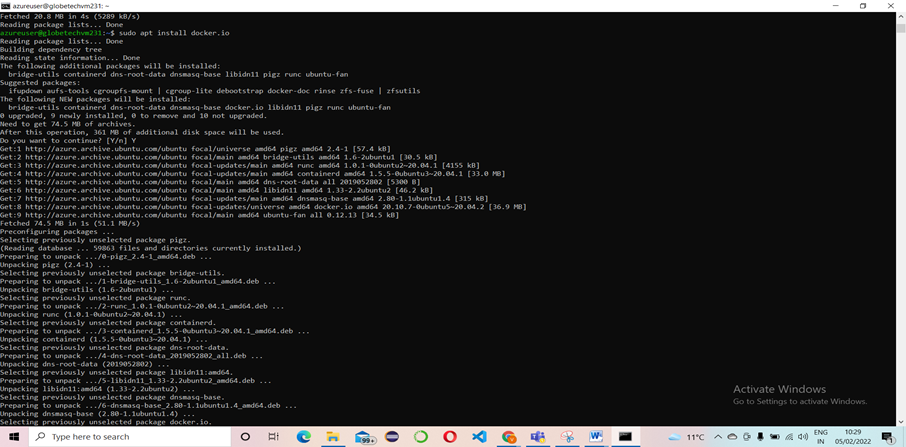 azureuser@globetechvm231: ~
Fetched 20.8 MB in 4s (5289 kB/s)
Reading package lists... Done
azureuser@globetechvm231:~$ sudo apt install docker.io
Reading package lists... Done
Building dependency tree
Reading state information... Done
The following additional packages will be installed:
bridge-utils containerd dns-root-data dnsmasq-base libidn11 pigz runc ubuntu-fan
Suggested packages:
ifupdown aufs-tools cgroupfs-mount | cgroup-lite debootstrap docker-doc rinse zfs-fuse | zfsutils
The following NEW packages will be installed:
bridge-utils containerd dns-root-data dnsmasq-base docker.io libidn11 pigz runc ubuntu-fan
0 upgraded, 9 newly installed, 0 to remove and 10 not upgraded.
Need to get 74.5 MB of archives.
After this operation, 361 MB of additional disk space will be used.
Do you want to continue? [Y/n] Y
Get:1 http://azure.archive.ubuntu.com/ubuntu focal/universe amd64 pigz amd64 2.4-1 [57.4 kB]
Get:2 http://azure.archive.ubuntu.com/ubuntu focal/main amd64 bridge-utils amd64 1.6-2ubuntu1 [30.5 kB]
Get:3 http://azure.archive.ubuntu.com/ubuntu focal-updates/main amd64 runc amd64 1.0.1-0ubuntu2~20.04.1 [4155 kB]
Get:4 http://azure.archive.ubuntu.com/ubuntu focal-updates/main amd64 containerd amd64 1.5.5-0ubuntu3~20.04.1 [33.0 MB]
Get:5 http://azure.archive.ubuntu.com/ubuntu focal/main amd64 dns-root-data all 2019052802 [5300 B]
Get:6 http://azure.archive.ubuntu.com/ubuntu focal/main amd64 libidn11 amd64 1.33-2.2ubuntu2 [46.2 kB]
Get:7 http://azure.archive.ubuntu.com/ubuntu focal-updates/main amd64 dnsmasq-base amd64 2.80-1.1ubuntu1.4 [315 kB]
Get:8 http://azure.archive.ubuntu.com/ubuntu focal-updates/universe amd64 docker.io amd64 20.10.7-0ubuntu5~20.04.2 [36.9 MB]
Get:9 http://azure.archive.ubuntu.com/ubuntu focal/main amd64 ubuntu-fan all 0.12.13 [34.5 kB]
Fetched 74.5 MB in 1s (51.1 MB/s)
Preconfiguring packages ...
Selecting previously unselected package pigz.
(Reading database ... 59863 files and directories currently installed.)
Preparing to unpack .../0-pigz_2.4-1_amd64.deb ...
Unpacking pigz (2.4-1) ...
Selecting previously unselected package bridge-utils.
Preparing to unpack .../1-bridge-utils_1.6-2ubuntu1_amd64.deb ...
Unpacking bridge-utils (1.6-2ubuntu1) ...
Selecting previously unselected package runc.
Preparing to unpack .../2-runc_1.0.1-0ubuntu2~20.04.1_amd64.deb ...
Unpacking runc (1.0.1-0ubuntu2~20.04.1) ...
Selecting previously unselected package containerd.
Preparing to unpack .../3-containerd_1.5.5-0ubuntu3~20.04.1_amd64.deb ...
Unpacking containerd (1.5.5-0ubuntu3~20.04.1) ...
Selecting previously unselected package dns-root-data.
Preparing to unpack .../4-dns-root-data_2019052802_all.deb ...
Unpacking dns-root-data (2019052802) ...
Selecting previously unselected package libidn11:amd64.
Preparing to unpack .../5-libidn11_1.33-2.2ubuntu2_amd64.deb ...
Unpacking libidn11:amd64 (1.33-2.2ubuntu2) ...
Selecting previously unselected package dnsmasq-base.
Preparing to unpack .../6-dnsmasq-base_2.80-1.1ubuntu1.4_amd64.deb ...
Unpacking dnsmasq-base (2.80-1.1ubuntu1.4) ...
Selecting previously unselected package docker.io.
Activate Windows
Go to Settings to activate Windows.
Type here to search
99+
11°C
ENG
IN
10:29
05/02/2022